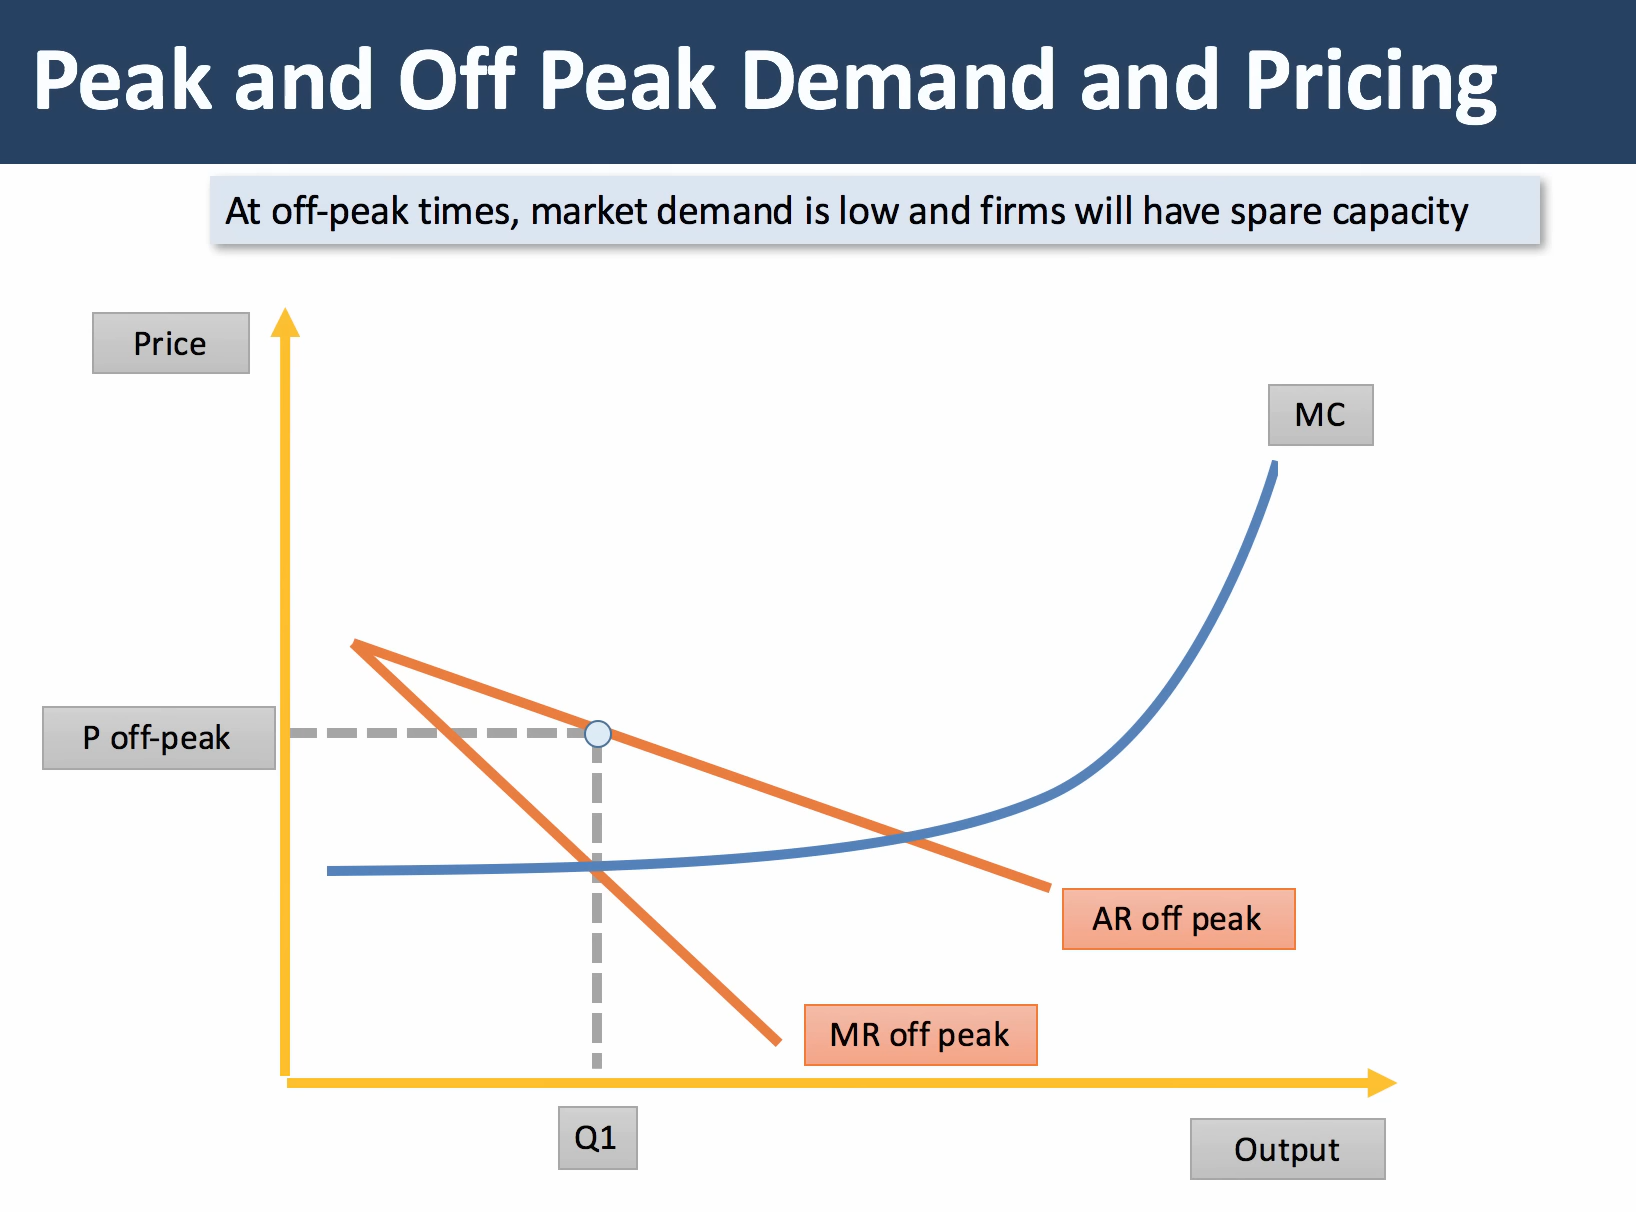 Peak and Off Peak Demand and Pricing
At off-peak times, market demand is low and firms will have spare capacity
Price
MC
P off-peak
AR off peak
MR off peak
Q1
Output